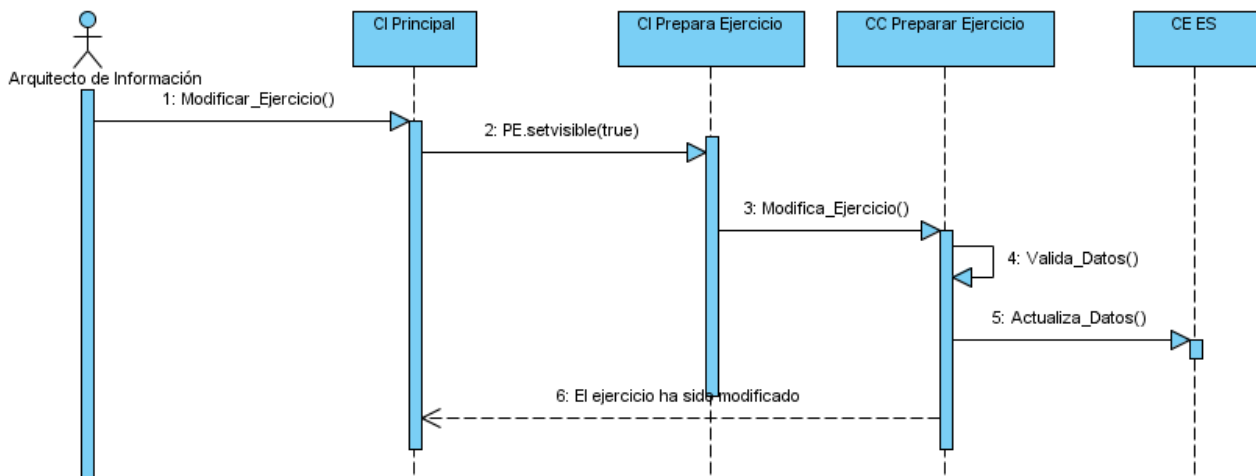 CI Principal
CI Prepara Ejercicio
CC Preparar Ejercicio
CE ES
Arquitecto de Información
1: Modificar_Ejercicio()
2: PE.setvisible(true)
3: Modifica_Ejercicio()
4: Valida_Datos()
5: Actualiza_Datos()
6: El ejercicio ha sido modificado